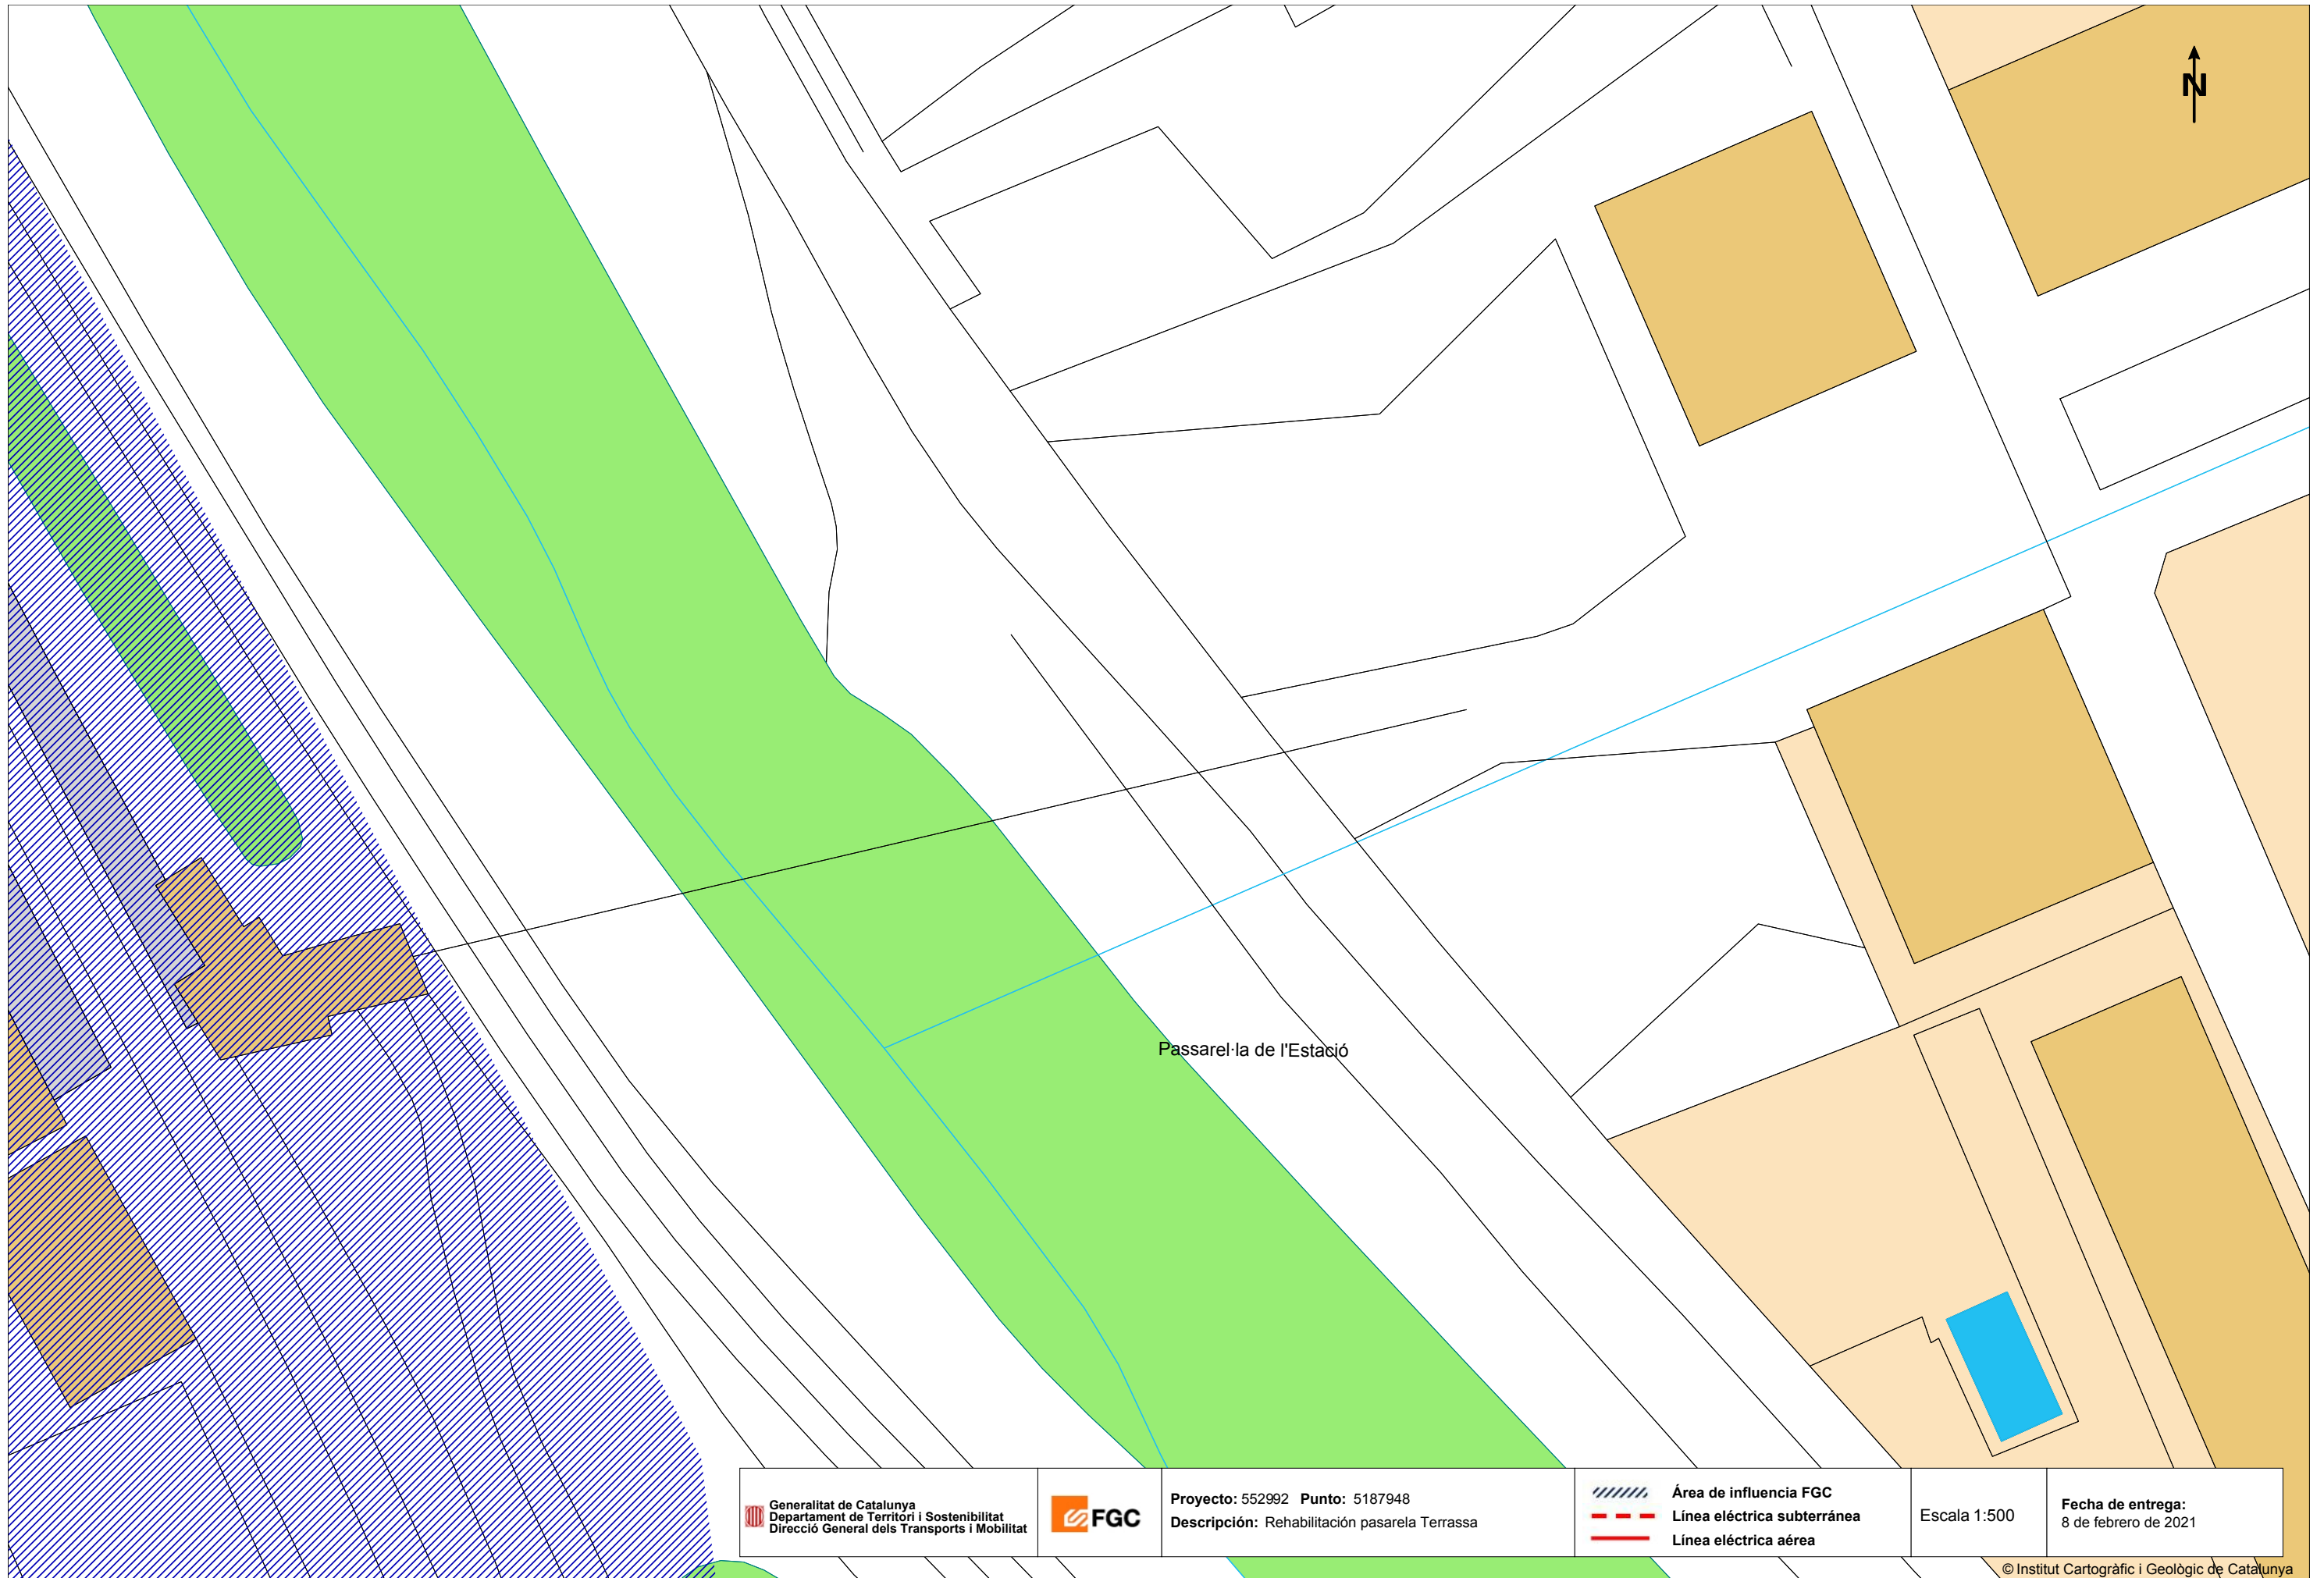 N
Passarel·la de l'Estació
Generalitat de Catalunya
Departament de Territori i Sostenibilitat
Direcció General dels Transports i Mobilitat
FGC
Proyecto: 552992 Punto: 5187948
Descripción: Rehabilitación pasarela Terrassa
Área de influencia FGC
Línea eléctrica subterránea
Línea eléctrica aérea
Escala 1:500
Fecha de entrega:
8 de febrero de 2021
© Institut Cartogràfic i Geològic de Catalunya